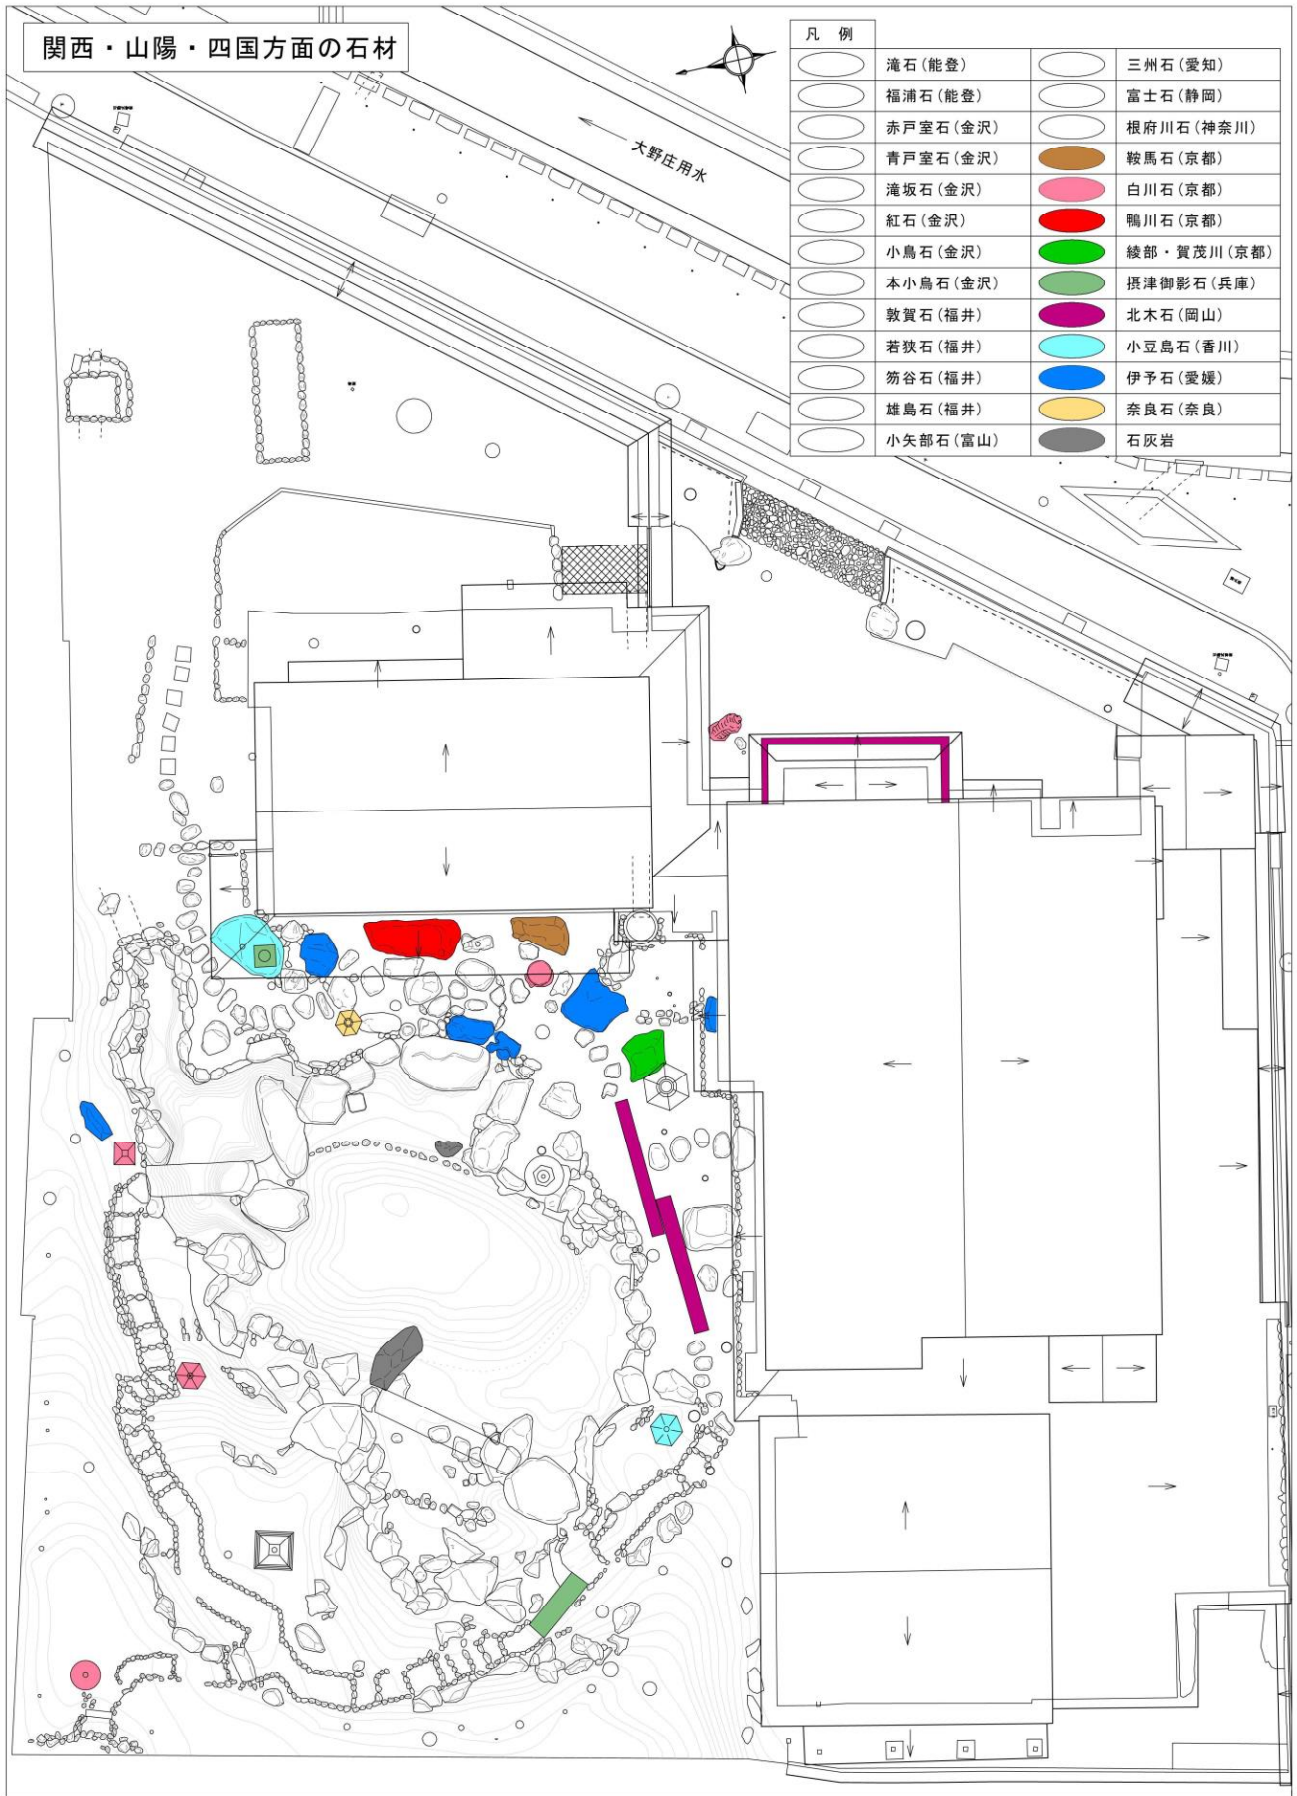 関西・山陽・四国方面の石材
大野庄用水
凡 例
滝石(能登) 三州石(愛知)
福浦石(能登) 富士石(静岡)
赤戸室石(金沢) 根府川石(神奈川)
青戸室石(金沢) 鞍馬石(京都)
滝坂石(金沢) 白川石(京都)
紅石(金沢) 鴨川石(京都)
小鳥石(金沢) 綾部・賀茂川(京都)
本小鳥石(金沢) 摂津御影石(兵庫)
敦賀石(福井) 北木石(岡山)
若狭石(福井) 小豆島石(香川)
笏谷石(福井) 伊予石(愛媛)
雄島石(福井) 奈良石(奈良)
小矢部石(富山) 石灰岩